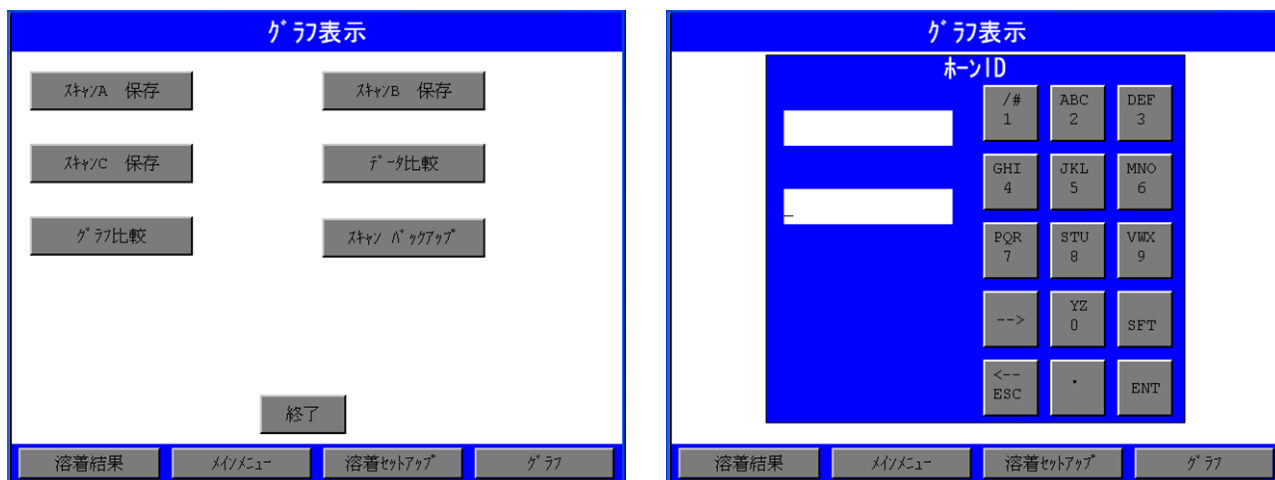 グラフ表示
スキャンA 保存
スキャンB 保存
スキャンC 保存
データ比較
グラフ比較
スキャン バックアップ
終了
溶着結果
メインメニュー
溶着セットアップ
グラフ
グラフ表示
ホーンID
/#
1
ABC
2
DEF
3
GHI
4
JKL
5
MNO
6
PQR
7
STU
8
VWX
9
-->
YZ
0
SFT
<--
ESC
.
ENT
溶着結果
メインメニュー
溶着セットアップ
グラフ